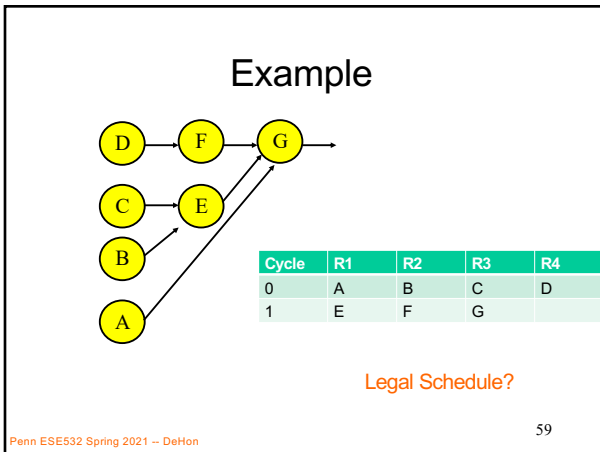 Example
D F G
C E
B
A
Cycle R1 R2 R3 R4
0 A B C D
1 E F G
Legal Schedule?
Penn ESE532 Spring 2021 -- DeHon
59